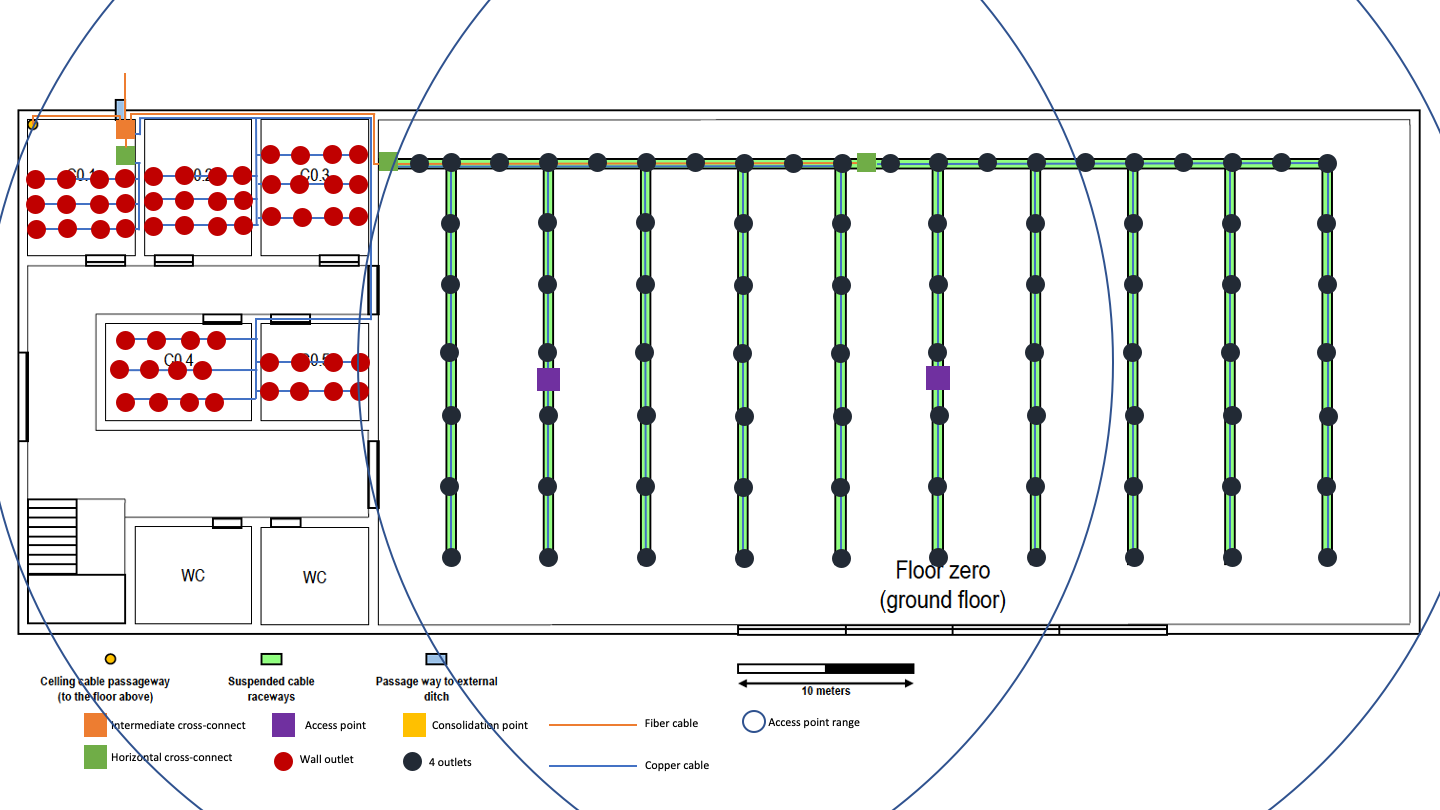 C0.1
C0.2
C0.3
C0.4
C0.5
WC
WC
Floor zero
(ground floor)
Celling cable passageway
(to the floor above)
Suspended cable
raceways
Passage way to external
ditch
10 meters
Intermediate cross-connect
Access point
Consolidation point
Fiber cable
Access point range
Horizontal cross-connect
Wall outlet
4 outlets
Copper cable